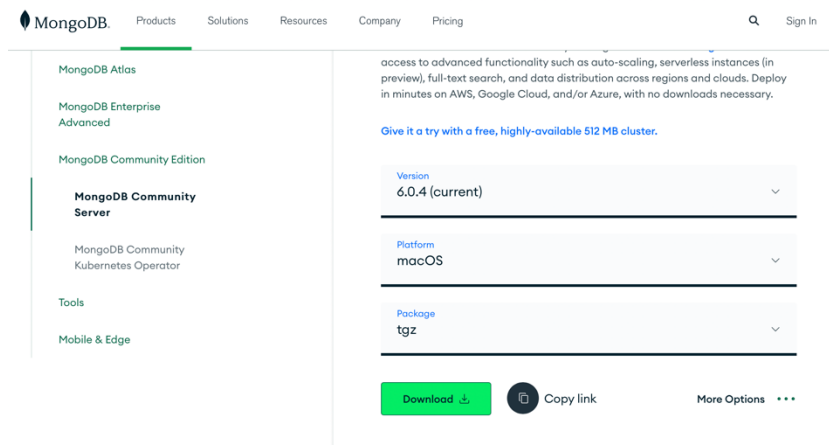 MongoDB.
Products
Solutions
Resources
Company
Pricing
Sign In
MongoDB Atlas
MongoDB Enterprise
Advanced
MongoDB Community Edition
MongoDB Community
Server
MongoDB Community
Kubernetes Operator
Tools
Mobile & Edge
access to advanced functionality such as auto-scaling, serverless instances (in
preview), full-text search, and data distribution across regions and clouds. Deploy
in minutes on AWS, Google Cloud, and/or Azure, with no downloads necessary.
Give it a try with a free, highly-available 512 MB cluster.
Version
6.0.4 (current)
Platform
macOS
Package
tgz
Download
Copy link
More Options